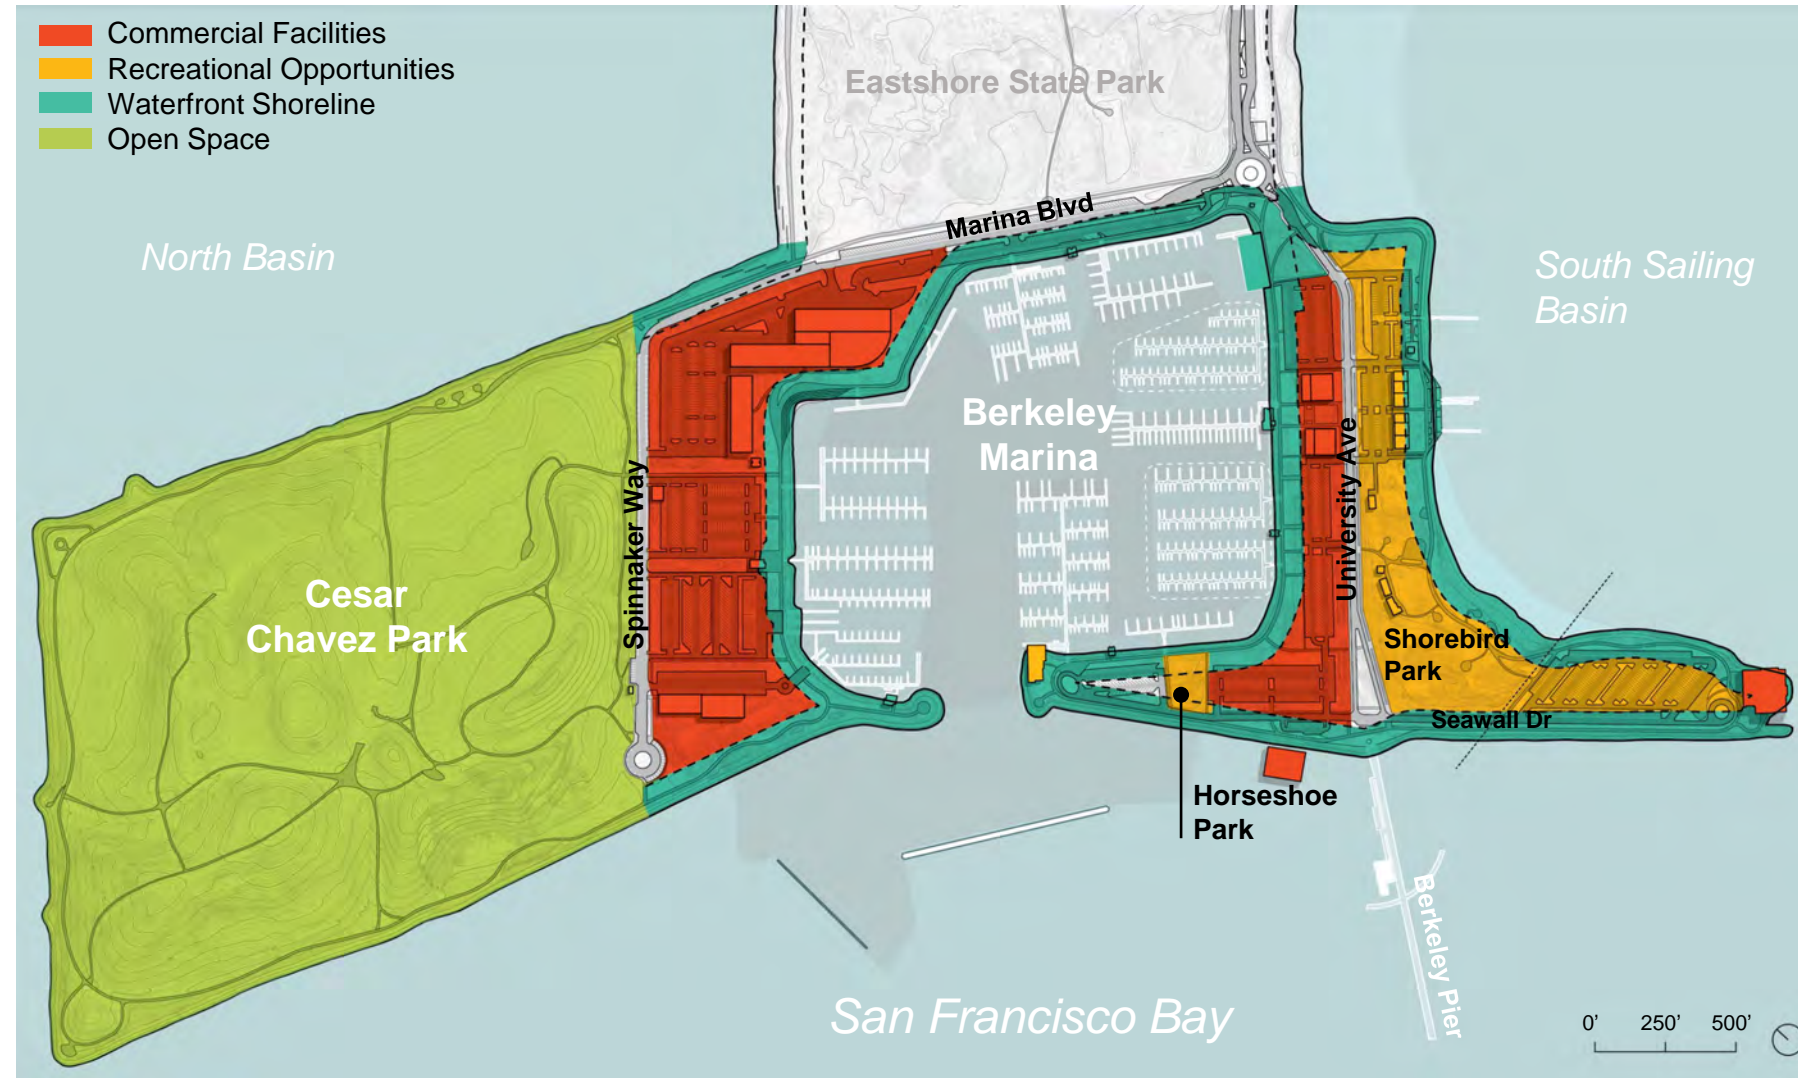 Commercial Facilities
Recreational Opportunities
Waterfront Shoreline
Open Space
Eastshore State Park
Marina Blvd
North Basin
South Sailing
Basin
Berkeley
Marina
Spinnaker Way
University Ave
Cesar
Chavez Park
Shorebird
Park
Seawall Dr
Horseshoe
Park
Berkeley Pier
San Francisco Bay
0' 250' 500'